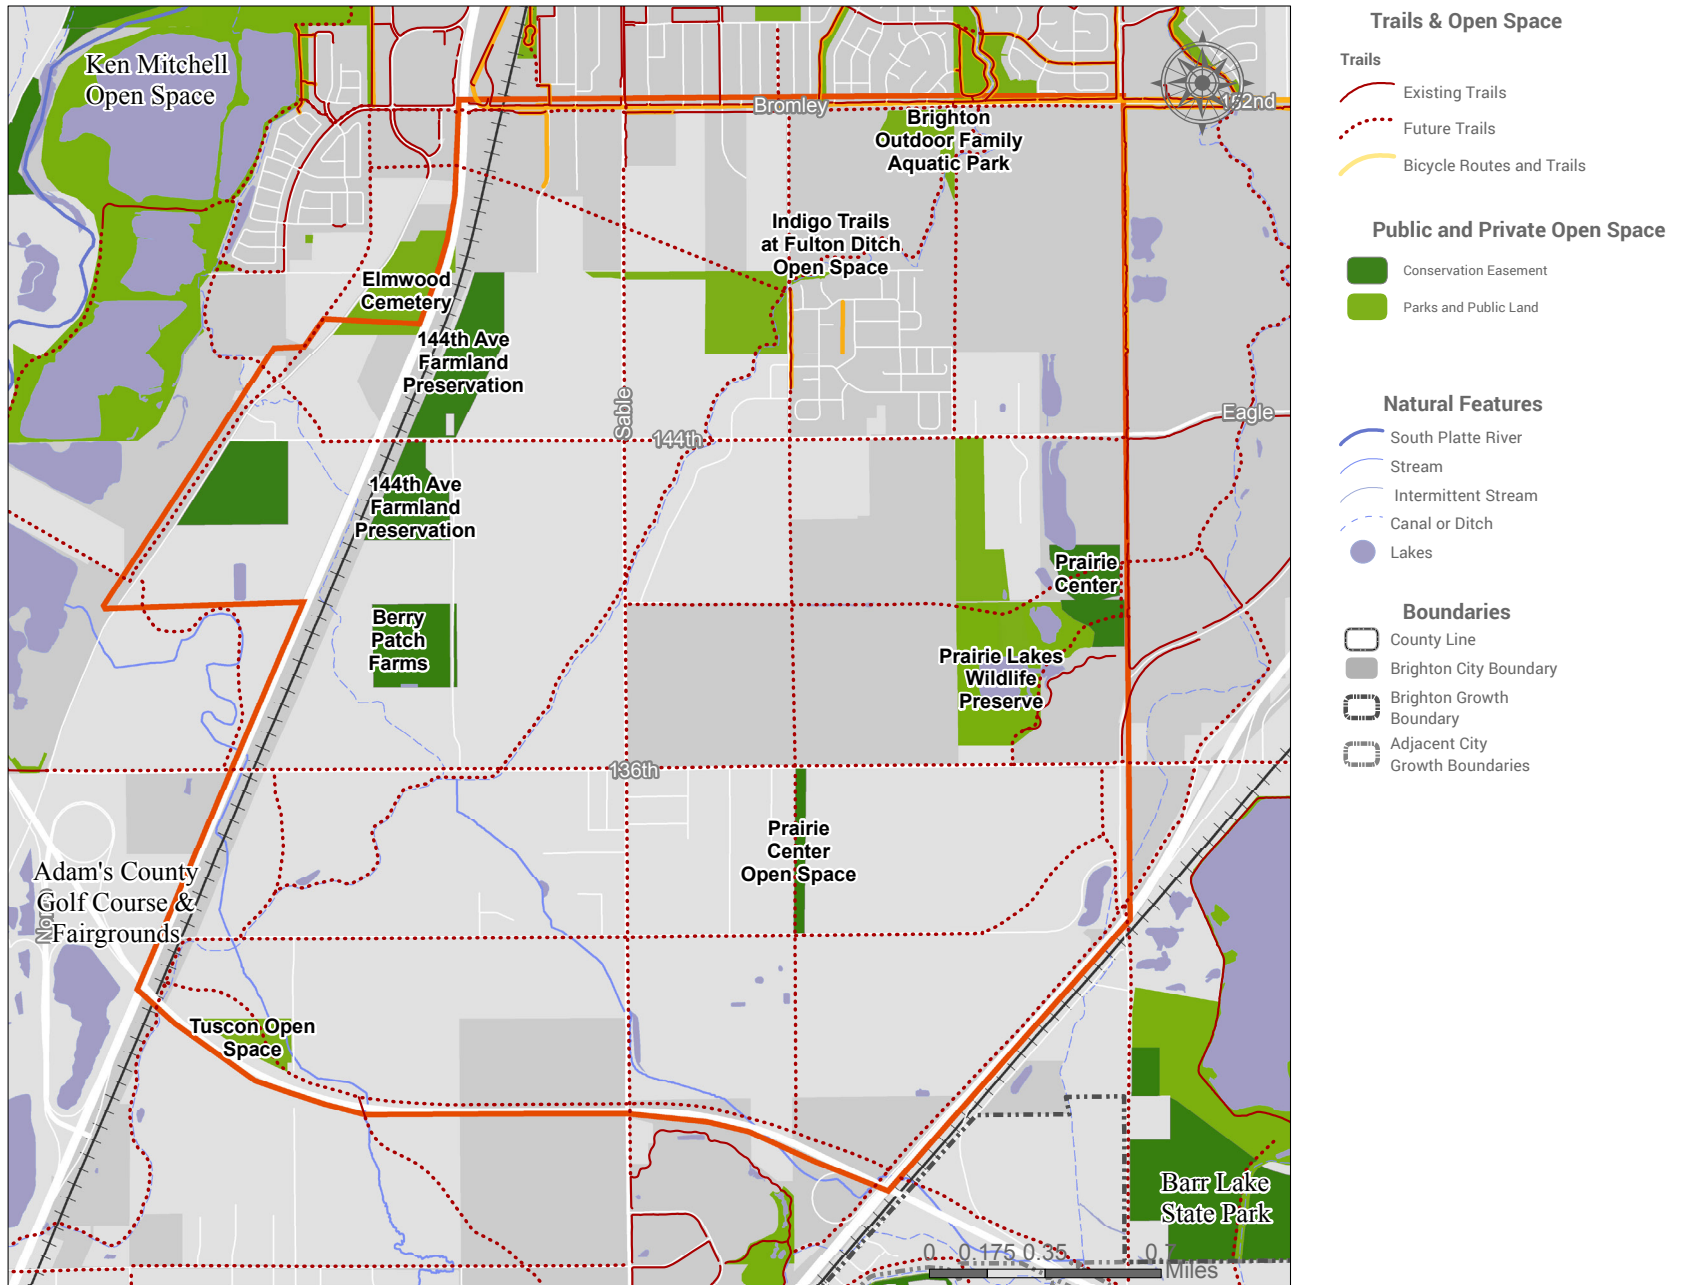 Ken Mitchell
Open Space
Bromley
152nd
Brighton
Outdoor Family
Aquatic Park
Indigo Trails
at Fulton Ditch
Open Space
Elmwood
Cemetery
144th Ave
Farmland
Preservation
Sable
144th
Eagle
144th Ave
Farmland
Preservation
Prairie
Center
Berry
Patch
Farms
Prairie Lakes
Wildlife
Preserve
136th
Prairie
Center
Open Space
Adam's County
Golf Course &
Fairgrounds
Tuscon Open
Space
Barr Lake
State Park
0 0.175 0.35 0.7
Miles
Trails & Open Space
Trails
Existing Trails
Future Trails
Bicycle Routes and Trails
Public and Private Open Space
Conservation Easement
Parks and Public Land
Natural Features
South Platte River
Stream
Intermittent Stream
Canal or Ditch
Lakes
Boundaries
County Line
Brighton City Boundary
Brighton Growth
Boundary
Adjacent City
Growth Boundaries